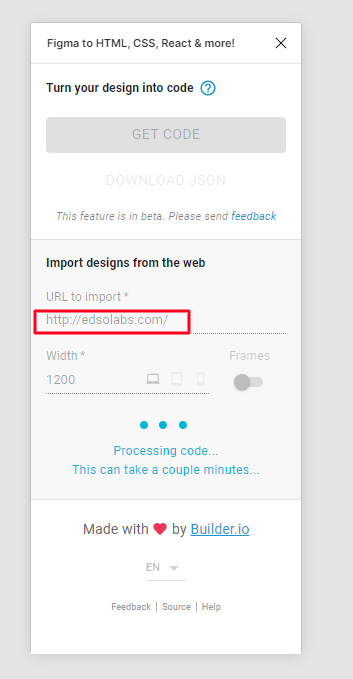 Figma to HTML, CSS, React & more!
Turn your design into code
GET CODE
DOWNLOAD JSON
This feature is in beta. Please send feedback
Import designs from the web
URL to import *
http://edsolabs.com/
Width * Frames
1200
Processing code...
This can take a couple minutes...
Made with ❤ by Builder.io
EN
Feedback | Source | Help